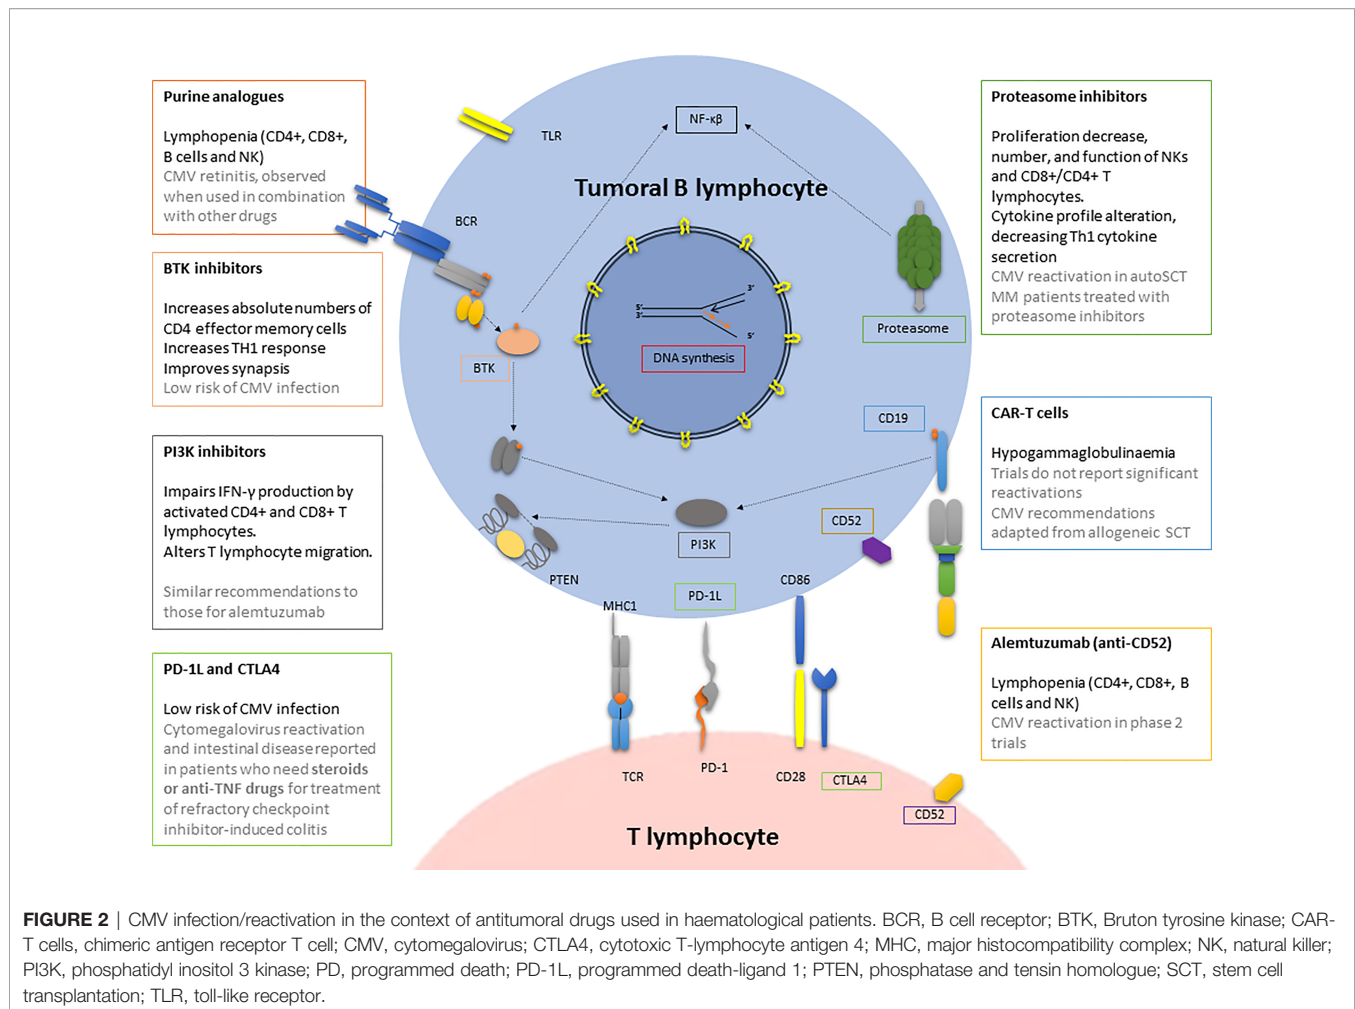 Purine analogues
Lymphopenia (CD4+, CD8+,
B cells and NK)
CMV retinitis, observed
when used in combination
with other drugs
BTK inhibitors
Increases absolute numbers of
CD4 effector memory cells
Increases TH1 response
Improves synapsis
Low risk of CMV infection
PI3K inhibitors
Impairs IFN-γ production by
activated CD4+ and CD8+ T
lymphocytes.
Alters T lymphocyte migration.
Similar recommendations to
those for alemtuzumab
PD-1L and CTLA4
Low risk of CMV infection
Cytomegalovirus reactivation
and intestinal disease reported
in patients who need steroids
or anti-TNF drugs for treatment
of refractory checkpoint
inhibitor-induced colitis
TLR
NF-κβ
Tumoral B lymphocyte
BCR
5′
3′
3′
5′
DNA synthesis
BTK
Proteasome
CD19
CD52
PI3K
PTEN
PD-1L
CD86
MHC1
TCR
PD-1
CD28
CTLA4
CD52
T lymphocyte
Proteasome inhibitors
Proliferation decrease,
number, and function of NKs
and CD8+/CD4+ T
lymphocytes.
Cytokine profile alteration,
decreasing Th1 cytokine
secretion
CMV reactivation in autoSCT
MM patients treated with
proteasome inhibitors
CAR-T cells
Hypogammaglobulinaemia
Trials do not report significant
reactivations
CMV recommendations
adapted from allogeneic SCT
Alemtuzumab (anti-CD52)
Lymphopenia (CD4+, CD8+, B
cells and NK)
CMV reactivation in phase 2
trials
FIGURE 2 | CMV infection/reactivation in the context of antitumoral drugs used in haematological patients. BCR, B cell receptor; BTK, Bruton tyrosine kinase; CAR-
T cells, chimeric antigen receptor T cell; CMV, cytomegalovirus; CTLA4, cytotoxic T-lymphocyte antigen 4; MHC, major histocompatibility complex; NK, natural killer;
PI3K, phosphatidyl inositol 3 kinase; PD, programmed death; PD-1L, programmed death-ligand 1; PTEN, phosphatase and tensin homologue; SCT, stem cell
transplantation; TLR, toll-like receptor.